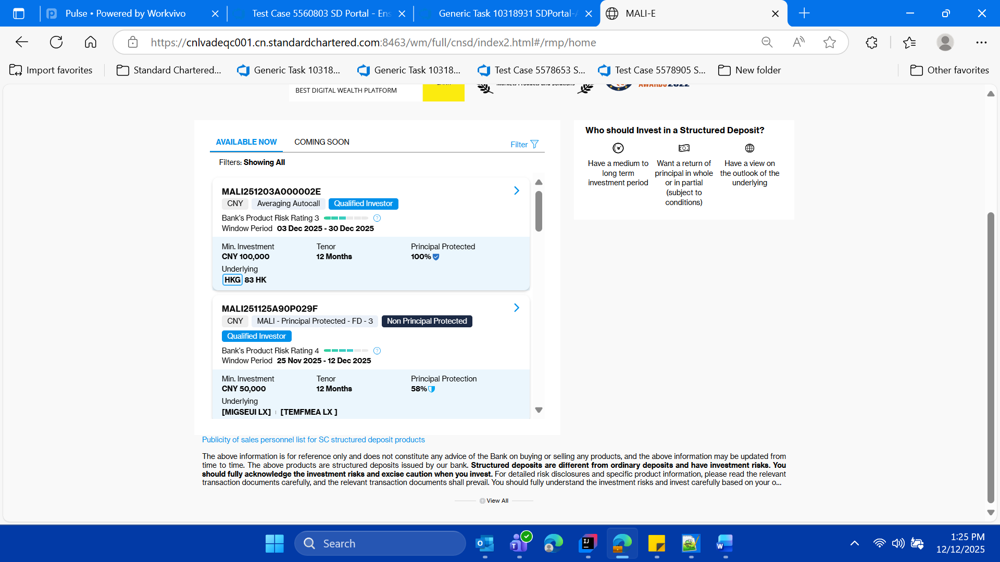 Pulse • Powered by Workvivo
Test Case 5560803 SD Portal - Ens
Generic Task 10318931 SDPortal-A
MALI-E
https://cnlvadeqc001.cn.standardchartered.com:8463/wm/full/cnsd/index2.html#/rmp/home
Import favorites
Standard Chartered...
Generic Task 10318...
Generic Task 10318...
Test Case 5578653 S...
Test Case 5578905 S...
New folder
Other favorites
BEST DIGITAL WEALTH PLATFORM
Markets Products and Solutions
AWARDS 2022
AVAILABLE NOW
COMING SOON
Filter
Filters: Showing All
MALI251203A000002E
CNY
Averaging Autocall
Qualified Investor
Bank's Product Risk Rating 3
?
Window Period 03 Dec 2025 - 30 Dec 2025
Min. Investment
CNY 100,000
Tenor
12 Months
Principal Protected
100%
Underlying
HKG 83 HK
MALI251125A90P029F
CNY
MALI - Principal Protected - FD - 3
Non Principal Protected
Qualified Investor
Bank's Product Risk Rating 4
?
Window Period 25 Nov 2025 - 12 Dec 2025
Min. Investment
CNY 50,000
Tenor
12 Months
Principal Protection
58%
Underlying
[MIGSEUI LX] [TEMFMEA LX ]
Who should Invest in a Structured Deposit?
Have a medium to
long term
investment period
Want a return of
principal in whole
or in partial
(subject to
conditions)
Have a view on
the outlook of the
underlying
Publicity of sales personnel list for SC structured deposit products
The above information is for reference only and does not constitute any advice of the Bank on buying or selling any products, and the above information may be updated from
time to time. The above products are structured deposits issued by our bank. Structured deposits are different from ordinary deposits and have investment risks. You
should fully acknowledge the investment risks and excise caution when you invest. For detailed risk disclosures and specific product information, please read the relevant
transaction documents carefully, and the relevant transaction documents shall prevail. You should fully understand the investment risks and invest carefully based on your o...
View All
Search
1:25 PM
12/12/2025